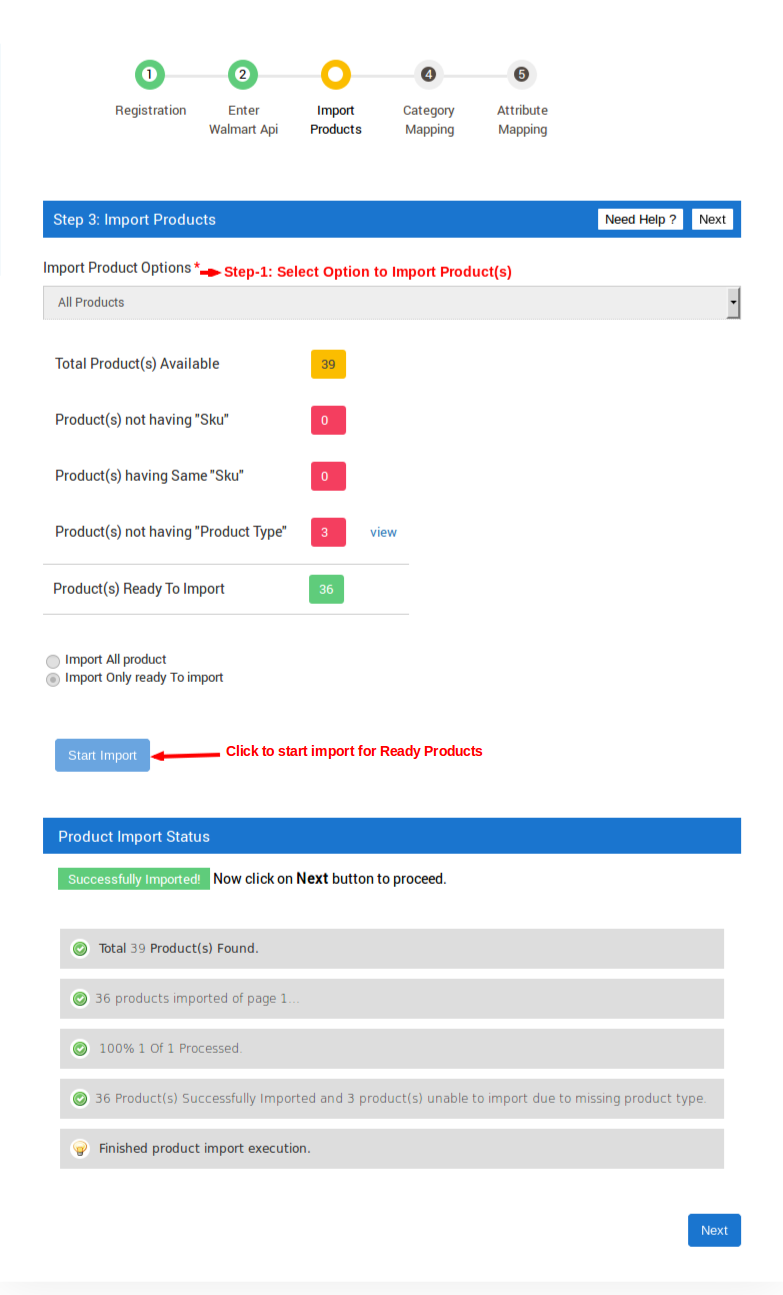 1 2 4 5
Registration Enter Import Category Attribute
Walmart Api Products Mapping Mapping
Step 3: Import Products Need Help ? Next
Import Product Options * Step-1: Select Option to Import Product(s)
All Products
Total Product(s) Available 39
Product(s) not having "Sku" 0
Product(s) having Same "Sku" 0
Product(s) not having "Product Type" 3 view
Product(s) Ready To Import 36
Import All product
Import Only ready To import
Start Import Click to start import for Ready Products
Product Import Status
Successfully Imported! Now click on Next button to proceed.
Total 39 Product(s) Found.
36 products imported of page 1...
100% 1 Of 1 Processed.
36 Product(s) Successfully Imported and 3 product(s) unable to import due to missing product type.
Finished product import execution.
Next